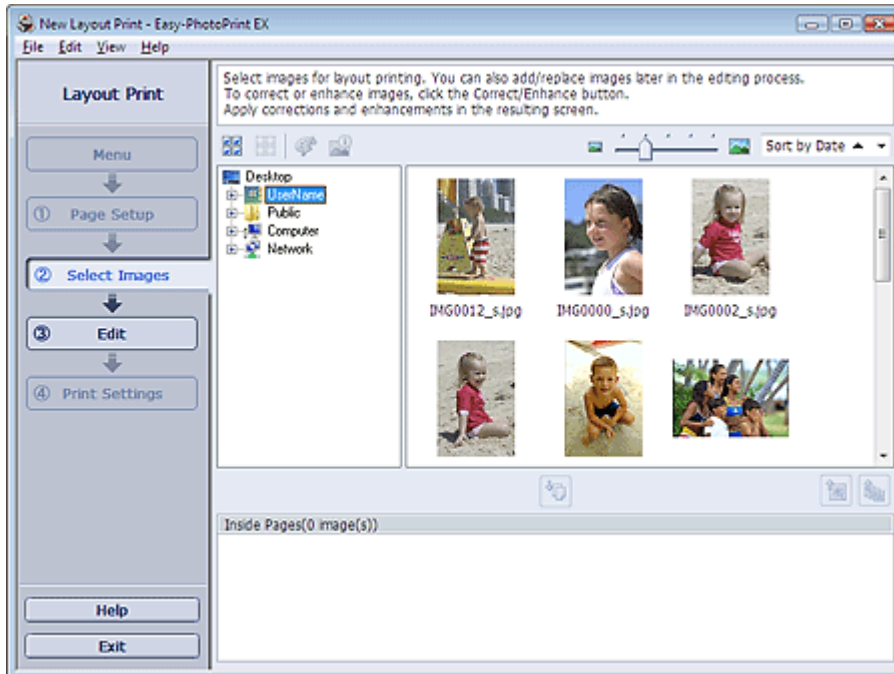 New Layout Print - Easy-PhotoPrint EX
File Edit View Help
Layout Print
Menu
① Page Setup
② Select Images
③ Edit
④ Print Settings
Help
Exit
Select images for layout printing. You can also add/replace images later in the editing process.
To correct or enhance images, click the Correct/Enhance button.
Apply corrections and enhancements in the resulting screen.
Sort by Date
Desktop
UserName
Public
Computer
Network
IMG0012_s.jpg IMG0000_s.jpg IMG0002_s.jpg
Inside Pages(0 image(s))